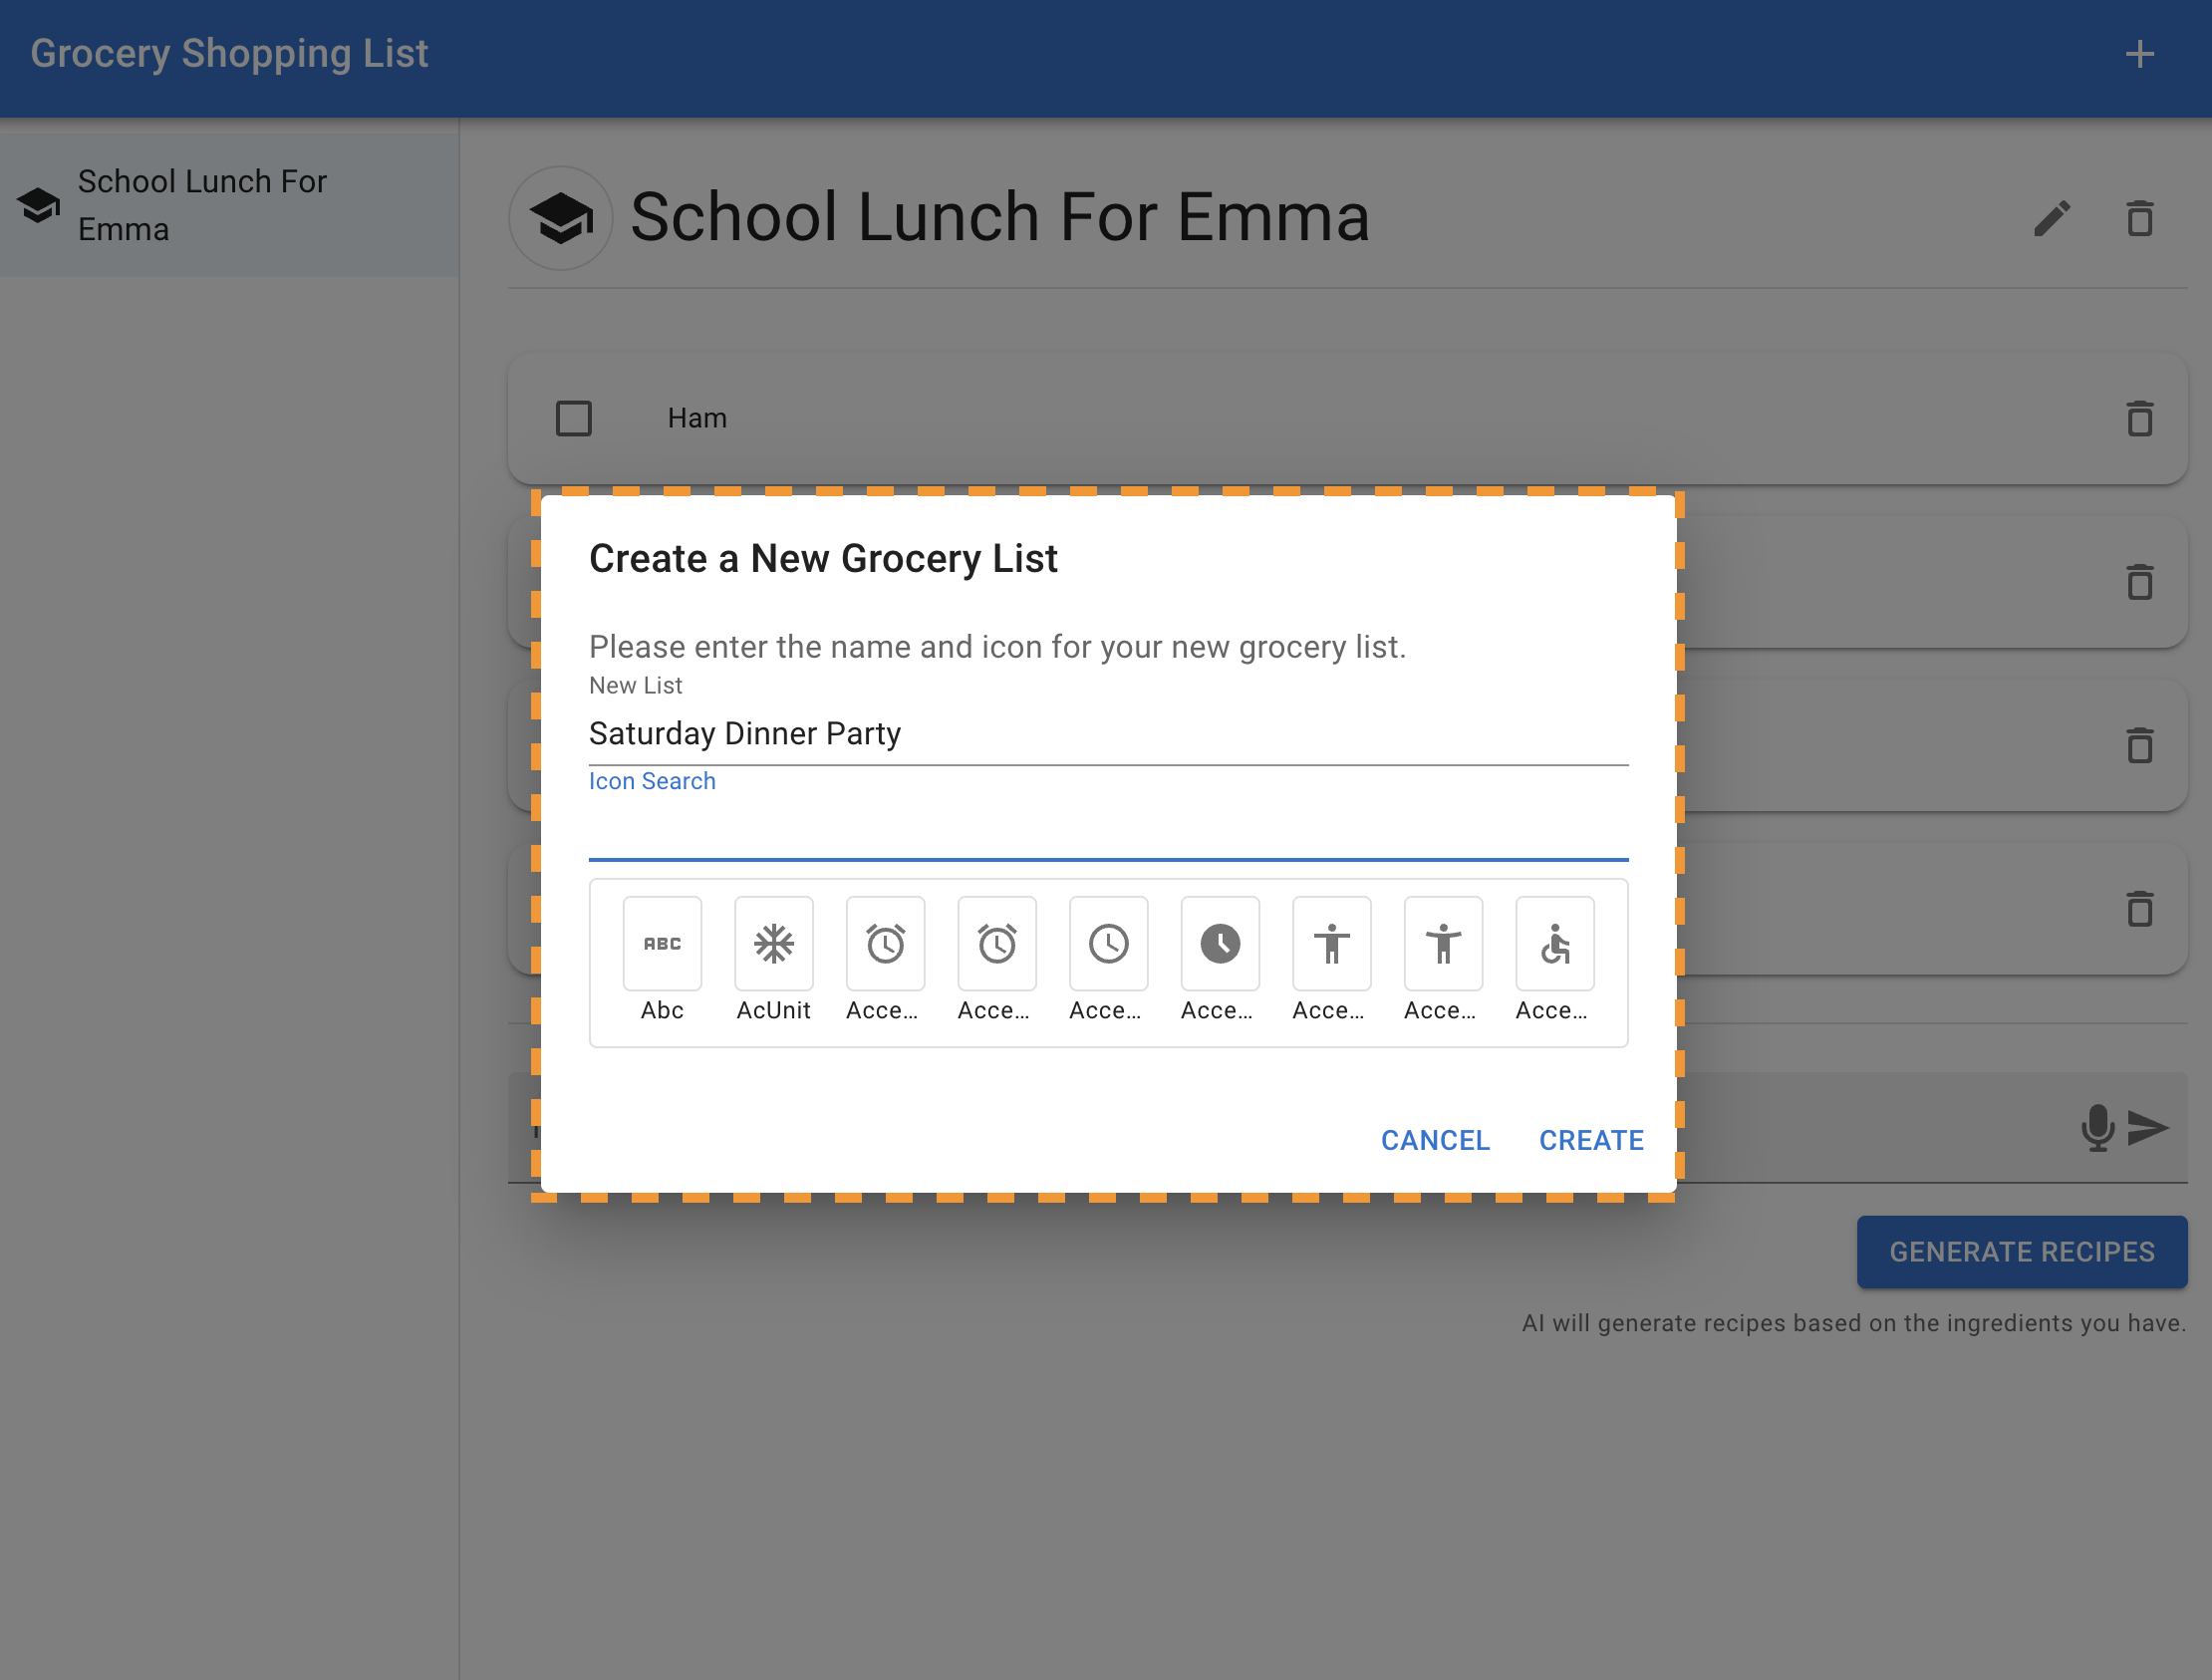 Grocery Shopping List
School Lunch For
Emma
School Lunch For Emma
Ham
Create a New Grocery List
Please enter the name and icon for your new grocery list.
New List
Saturday Dinner Party
Icon Search
ABC
Abc AcUnit Acce... Acce... Acce... Acce... Acce... Acce... Acce...
CANCEL CREATE
GENERATE RECIPES
AI will generate recipes based on the ingredients you have.